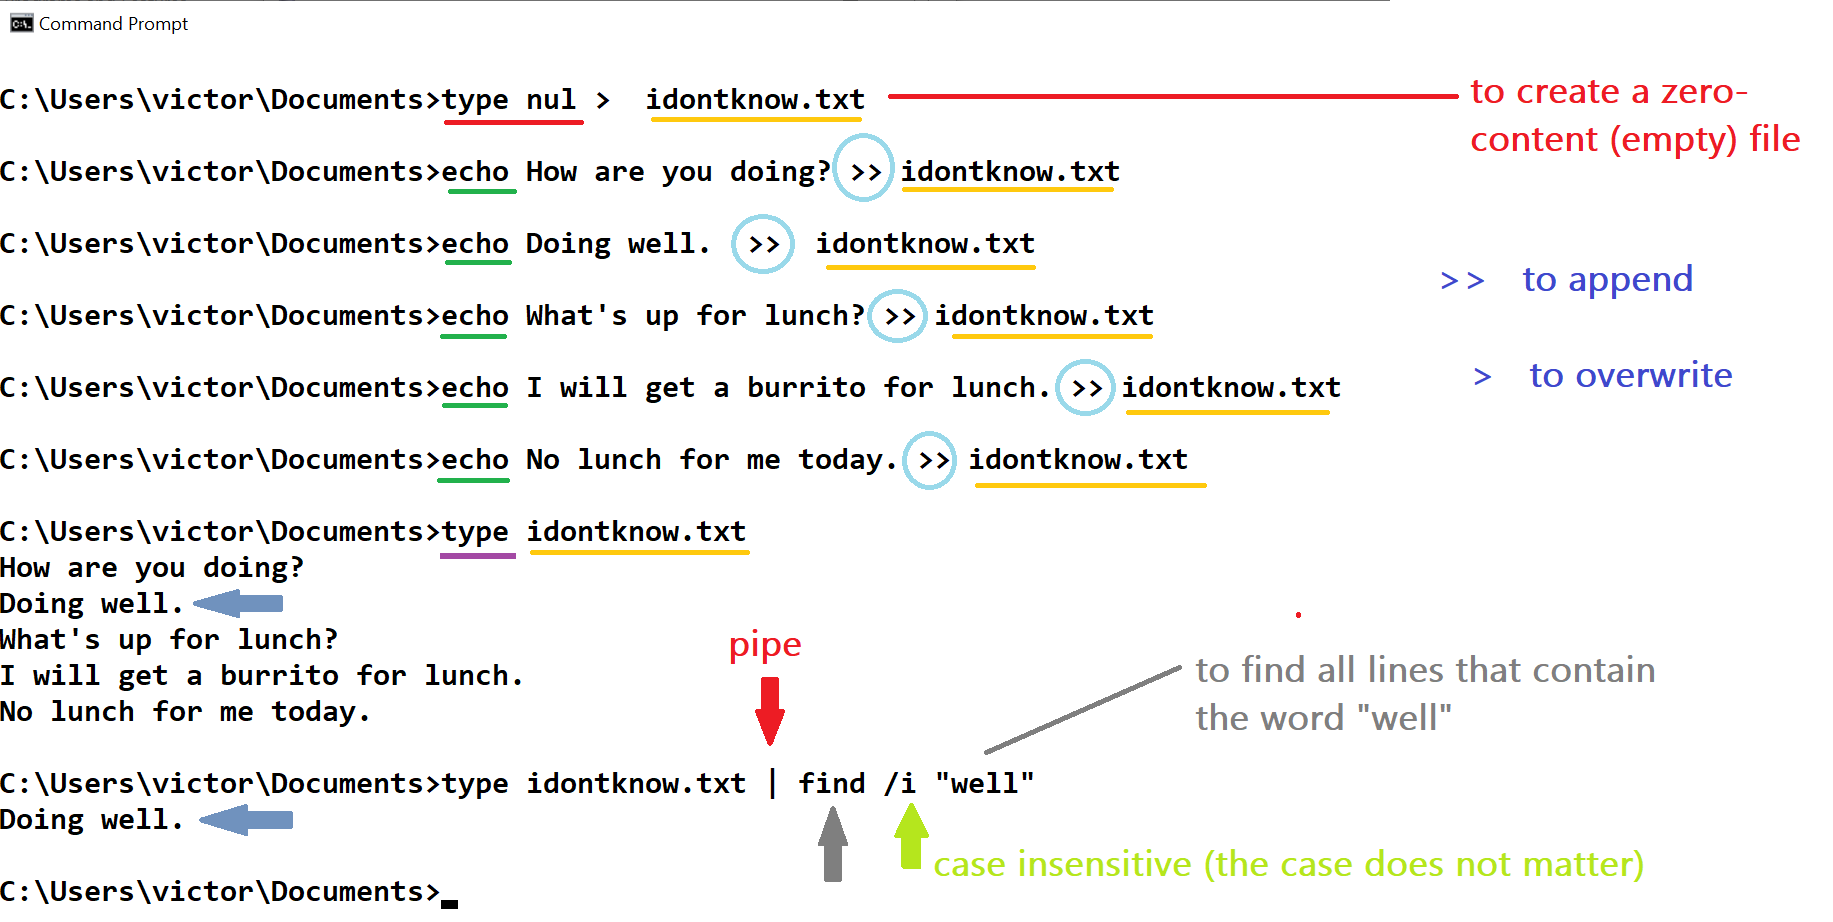 Command Prompt
C:\Users\victor\Documents>type nul >  idontknow.txt
to create a zero-
content (empty) file
C:\Users\victor\Documents>echo How are you doing? >> idontknow.txt
C:\Users\victor\Documents>echo Doing well.  >>  idontknow.txt
>> to append
C:\Users\victor\Documents>echo What's up for lunch? >> idontknow.txt
C:\Users\victor\Documents>echo I will get a burrito for lunch. >> idontknow.txt
> to overwrite
C:\Users\victor\Documents>echo No lunch for me today. >> idontknow.txt
C:\Users\victor\Documents>type idontknow.txt
How are you doing?
Doing well.
What's up for lunch?
I will get a burrito for lunch.
No lunch for me today.
pipe
to find all lines that contain
the word "well"
C:\Users\victor\Documents>type idontknow.txt | find /i "well"
Doing well.
case insensitive (the case does not matter)
C:\Users\victor\Documents>